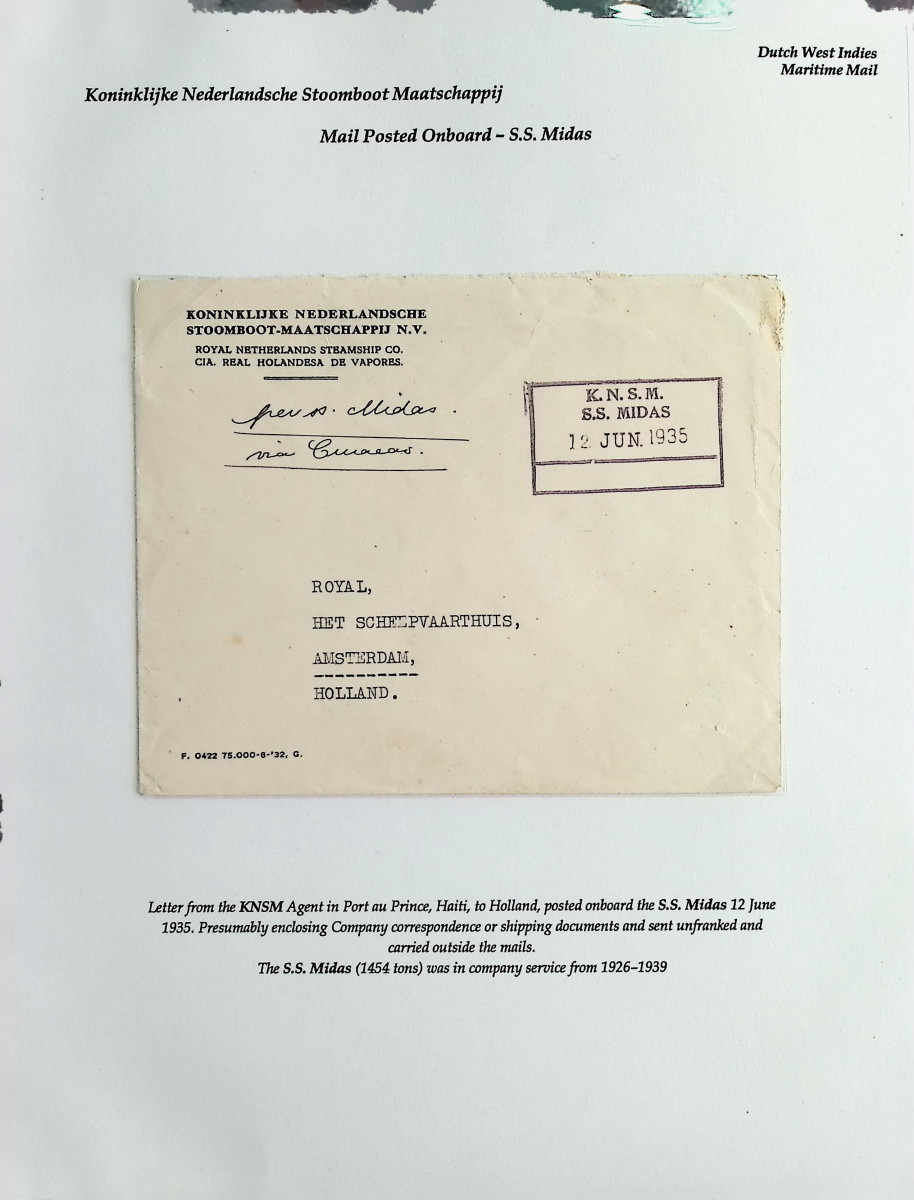 Dutch West Indies
Maritime Mail
Koninklijke Nederlandsche Stoomboot Maatschappij
Mail Posted Onboard – S.S. Midas
KONINKLIJKE NEDERLANDSCHE
STOOMBOOT-MAATSCHAPPIJ N.V.
ROYAL NETHERLANDS STEAMSHIP CO.
CIA. REAL HOLANDESA DE VAPORES.
per ss. Midas.
via Curacao.
K. N. S. M.
S.S. MIDAS
12 JUN. 1935
ROYAL,
HET SCHEEPVAARTHUIS,
AMSTERDAM,
HOLLAND.
F. 0422 75.000-6-'32, G.
Letter from the KNSM Agent in Port au Prince, Haiti, to Holland, posted onboard the S.S. Midas 12 June
1935. Presumably enclosing Company correspondence or shipping documents and sent unfranked and
carried outside the mails.
The S.S. Midas (1454 tons) was in company service from 1926–1939